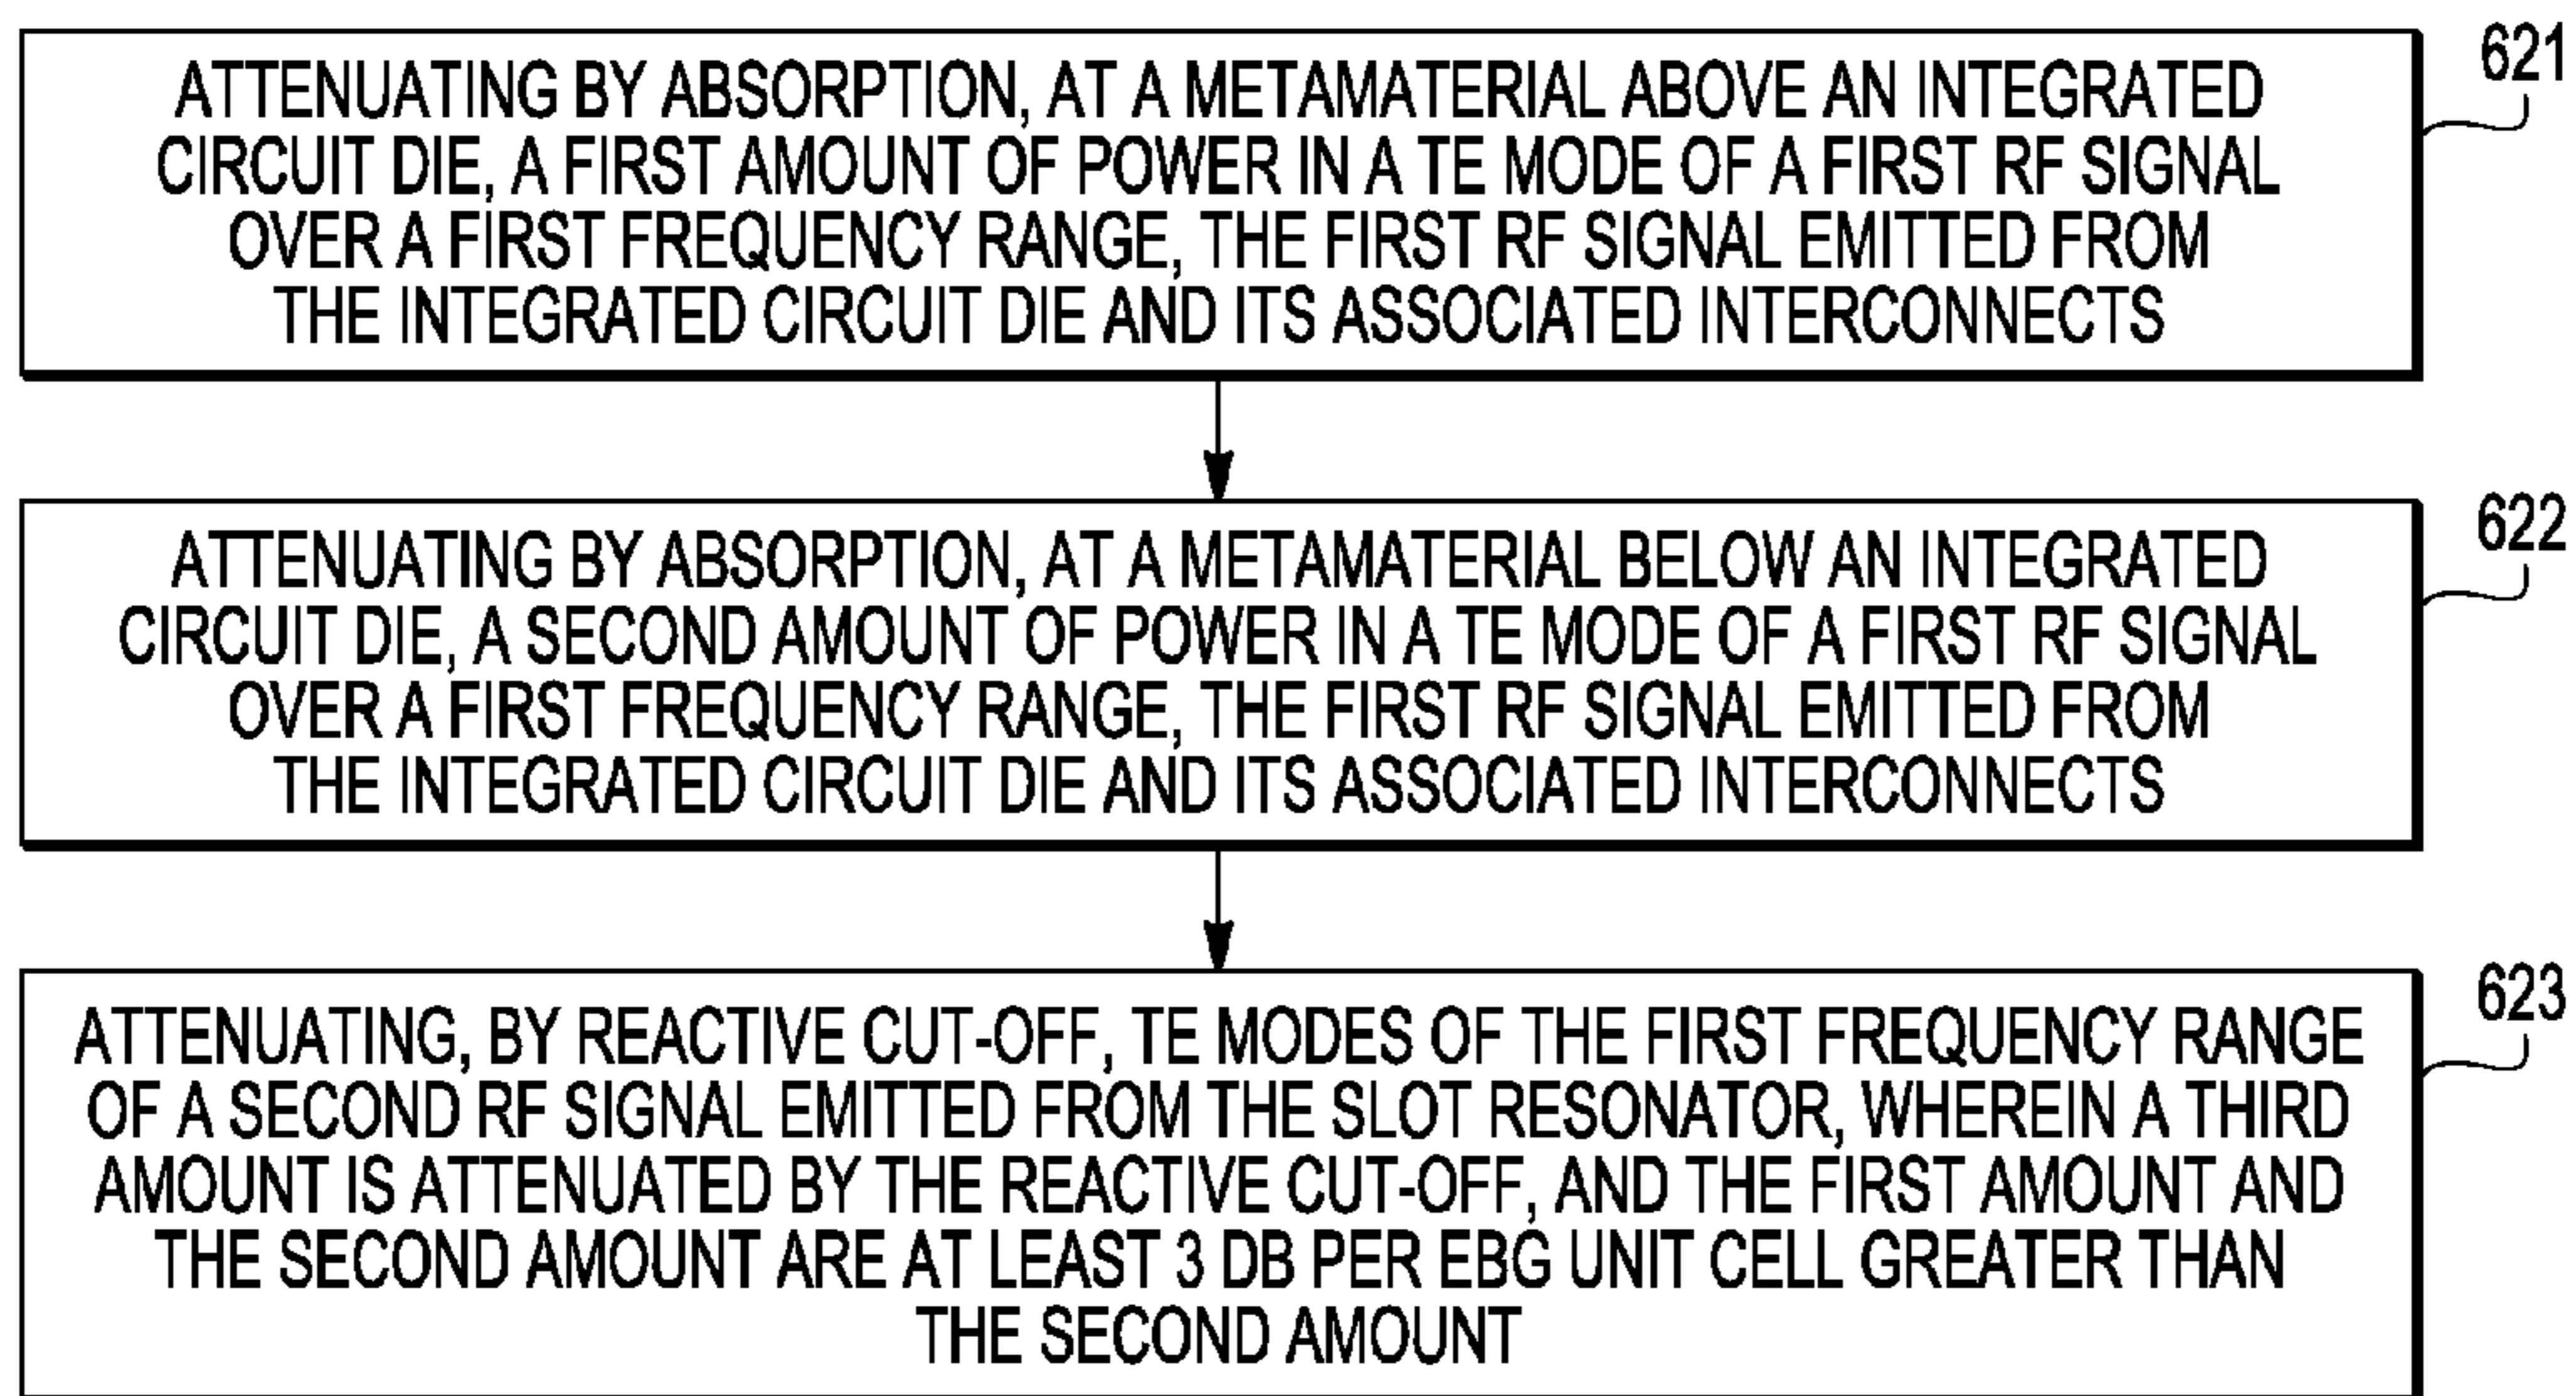 ATTENUATING BY ABSORPTION, AT A METAMATERIAL ABOVE AN INTEGRATED
CIRCUIT DIE, A FIRST AMOUNT OF POWER IN A TE MODE OF A FIRST RF SIGNAL
OVER A FIRST FREQUENCY RANGE, THE FIRST RF SIGNAL EMITTED FROM
THE INTEGRATED CIRCUIT DIE AND ITS ASSOCIATED INTERCONNECTS
621
ATTENUATING BY ABSORPTION, AT A METAMATERIAL BELOW AN INTEGRATED
CIRCUIT DIE, A SECOND AMOUNT OF POWER IN A TE MODE OF A FIRST RF SIGNAL
OVER A FIRST FREQUENCY RANGE, THE FIRST RF SIGNAL EMITTED FROM
THE INTEGRATED CIRCUIT DIE AND ITS ASSOCIATED INTERCONNECTS
622
ATTENUATING, BY REACTIVE CUT-OFF, TE MODES OF THE FIRST FREQUENCY RANGE
OF A SECOND RF SIGNAL EMITTED FROM THE SLOT RESONATOR, WHEREIN A THIRD
AMOUNT IS ATTENUATED BY THE REACTIVE CUT-OFF, AND THE FIRST AMOUNT AND
THE SECOND AMOUNT ARE AT LEAST 3 DB PER EBG UNIT CELL GREATER THAN
THE SECOND AMOUNT
623